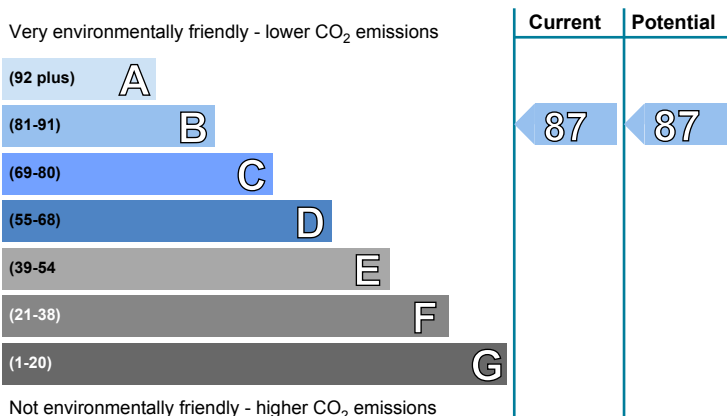 Current Potential
Very environmentally friendly - lower CO₂ emissions
(92 plus) A
(81-91) B 87 87
(69-80) C
(55-68) D
(39-54 E
(21-38) F
(1-20) G
Not environmentally friendly - higher CO₂ emissions